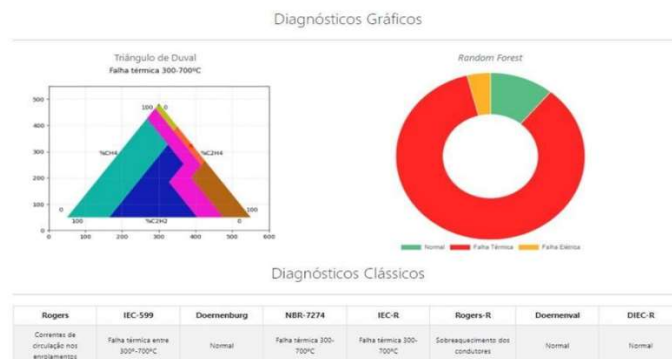 Diagnósticos Gráficos
Triángulo de Duval
Falha térmica 300-700ºC
500
400
300
200
100
0
0
100
200
300
400
500
600
100
0
%CH4
%C2H4
0
100
100
%C2H2
0
Random Forest
Normal
Falha Térmica
Falha Elétrica
Diagnósticos Clássicos
Rogers
IEC-599
Doernenburg
NBR-7274
IEC-R
Rogers-R
Doernenval
DIEC-R
Correntes de
circulação nos
enrolamentos
Falha térmica entre
300º-700ºC
Normal
Falha térmica 300-
700ºC
Falha térmica 300-
700ºC
Sobreaquecimento dos
condutores
Normal
Normal